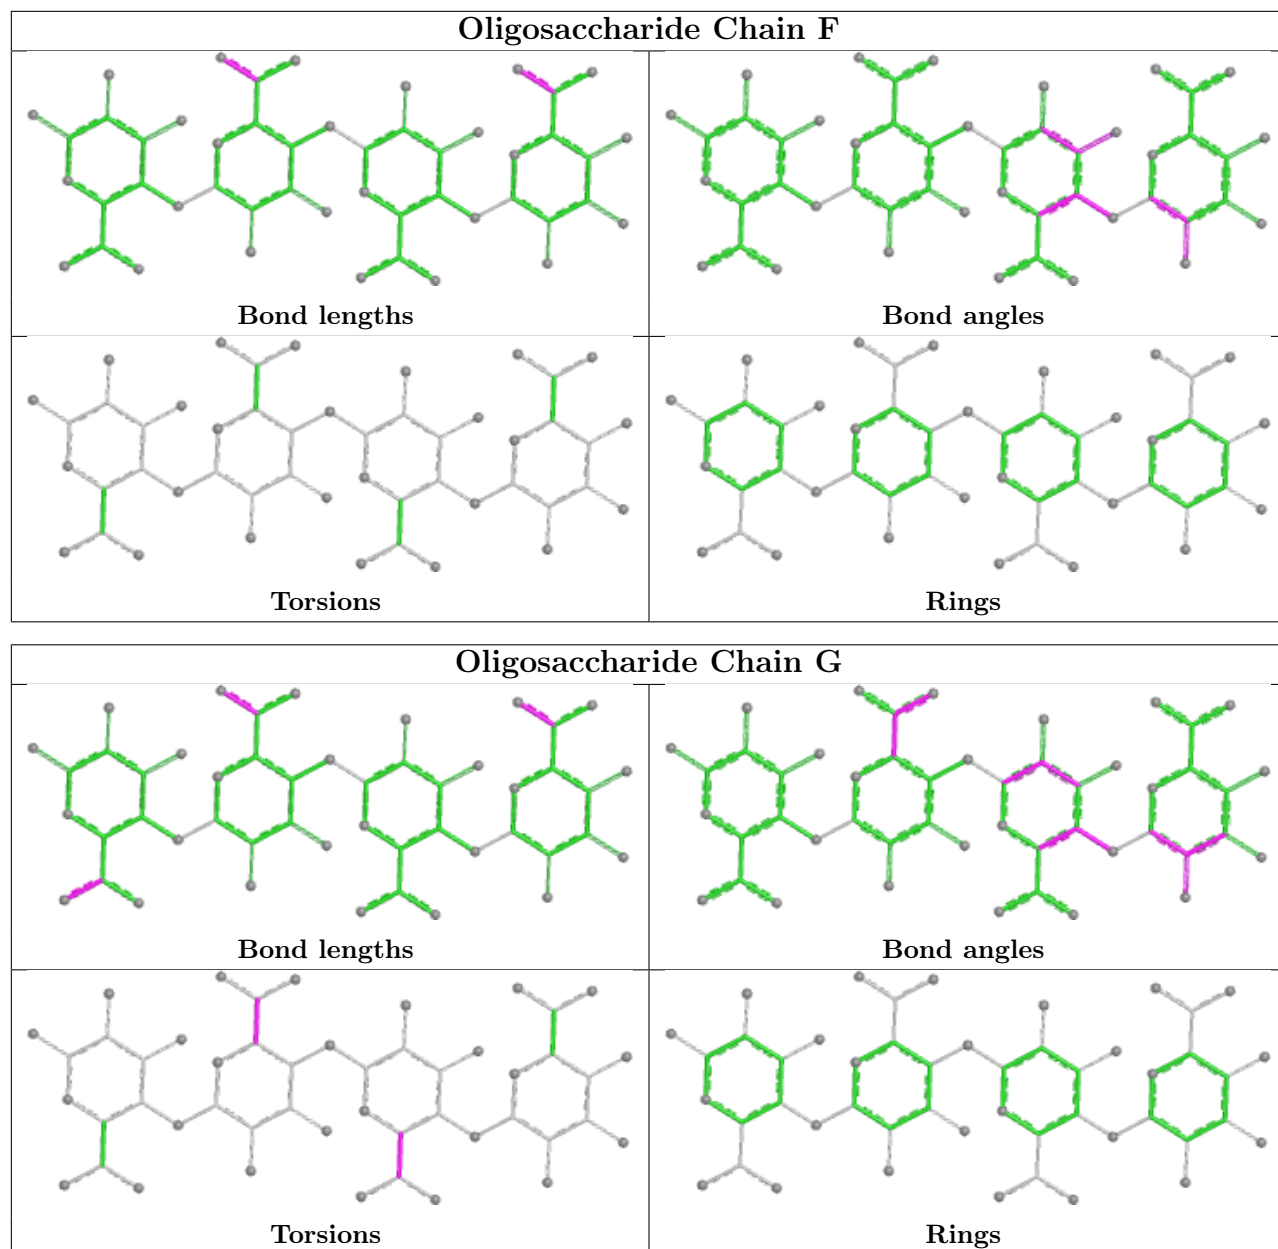 Oligosaccharide Chain F
Bond lengths
Bond angles
Torsions
Rings
Oligosaccharide Chain G
Bond lengths
Bond angles
Torsions
Rings